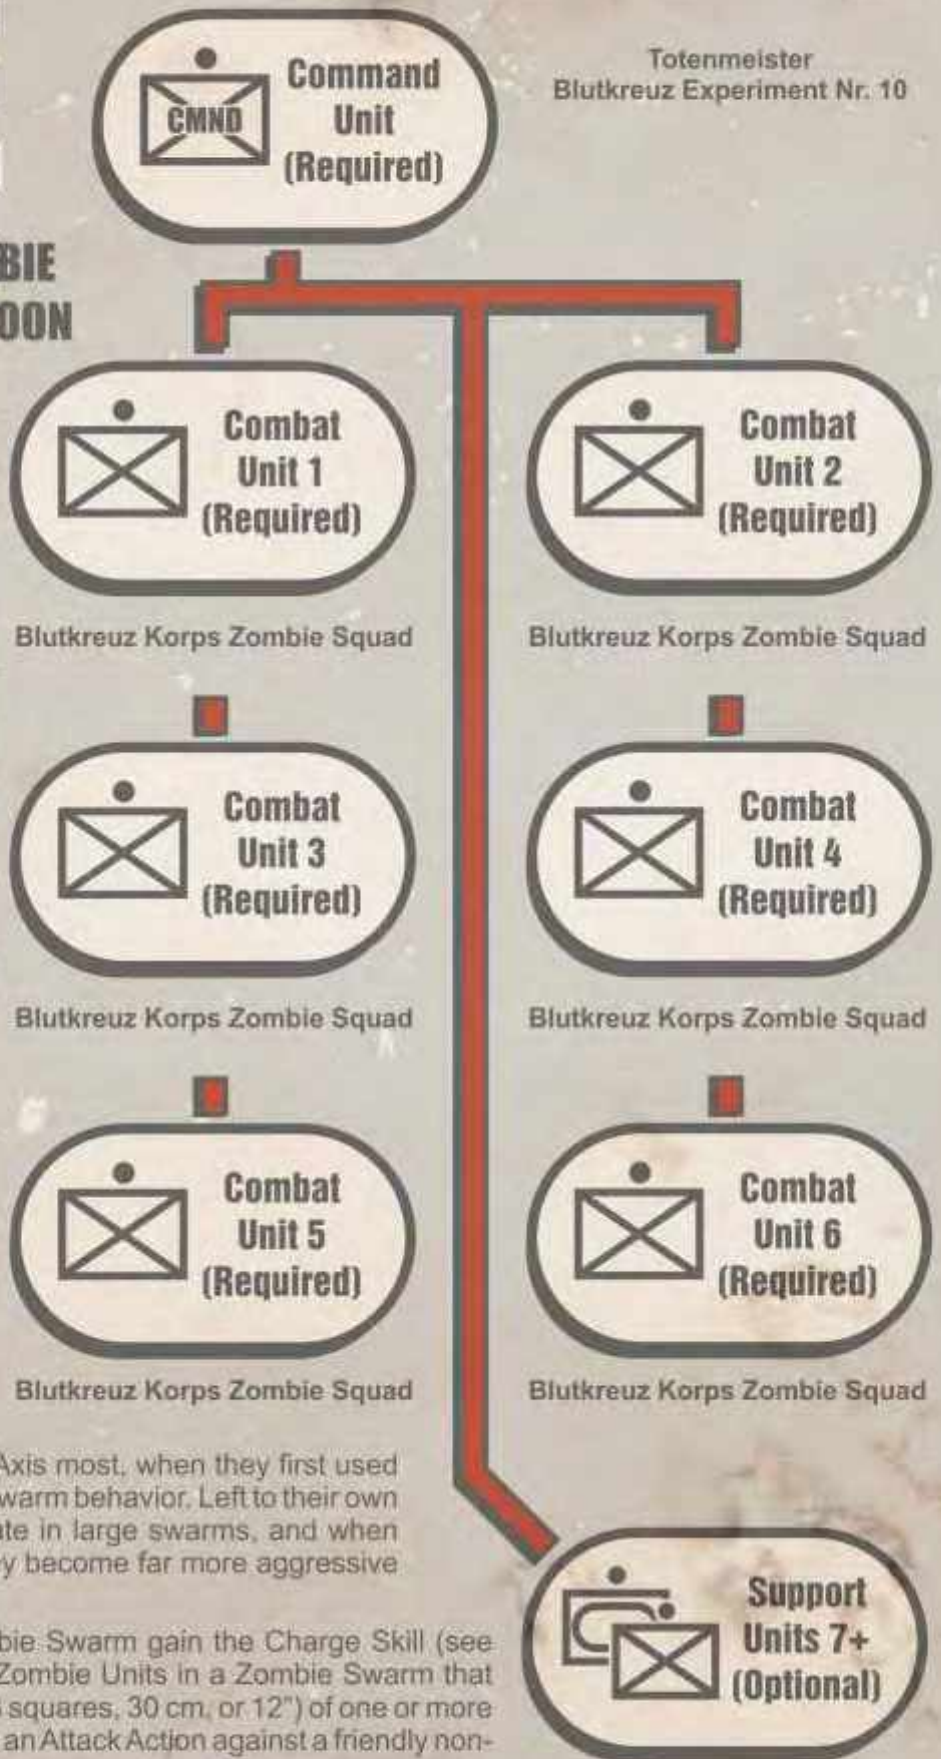 CMND
Command
Unit
(Required)
Totenmeister
Blutkreuz Experiment Nr. 10
Combat
Unit 1
(Required)
Combat
Unit 2
(Required)
Blutkreuz Korps Zombie Squad
Blutkreuz Korps Zombie Squad
Combat
Unit 3
(Required)
Combat
Unit 4
(Required)
Blutkreuz Korps Zombie Squad
Blutkreuz Korps Zombie Squad
Combat
Unit 5
(Required)
Combat
Unit 6
(Required)
Blutkreuz Korps Zombie Squad
Blutkreuz Korps Zombie Squad
Axis most, when they first used
warm behavior. Left to their own
in large swarms, and when
become far more aggressive
Support
Units 7+
(Optional)
Swarm gain the Charge Skill (see
Zombie Units in a Zombie Swarm that
squares, 30 cm, or 12") of one or more
an Attack Action against a friendly non-